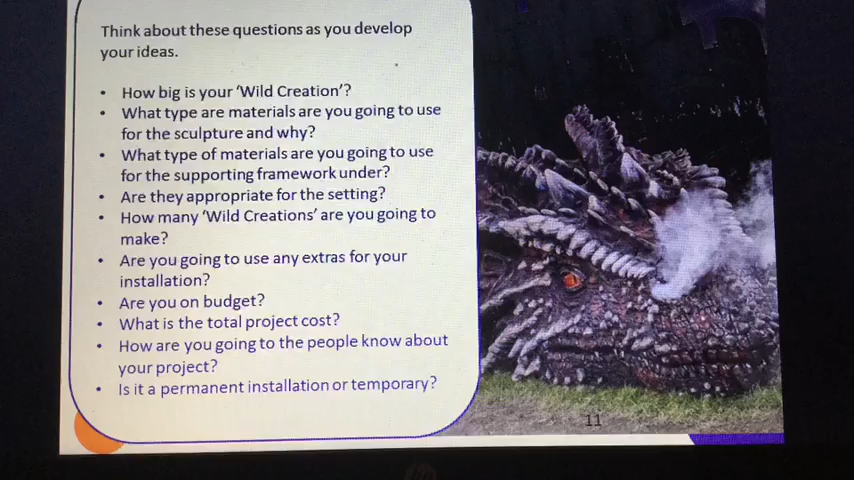 Think about these questions as you develop
your ideas.
• How big is your ‘Wild Creation’?
• What type are materials are you going to use
for the sculpture and why?
• What type of materials are you going to use
for the supporting framework under?
• Are they appropriate for the setting?
• How many ‘Wild Creations’ are you going to
make?
• Are you going to use any extras for your
installation?
• Are you on budget?
• What is the total project cost?
• How are you going to the people know about
your project?
• Is it a permanent installation or temporary?
11